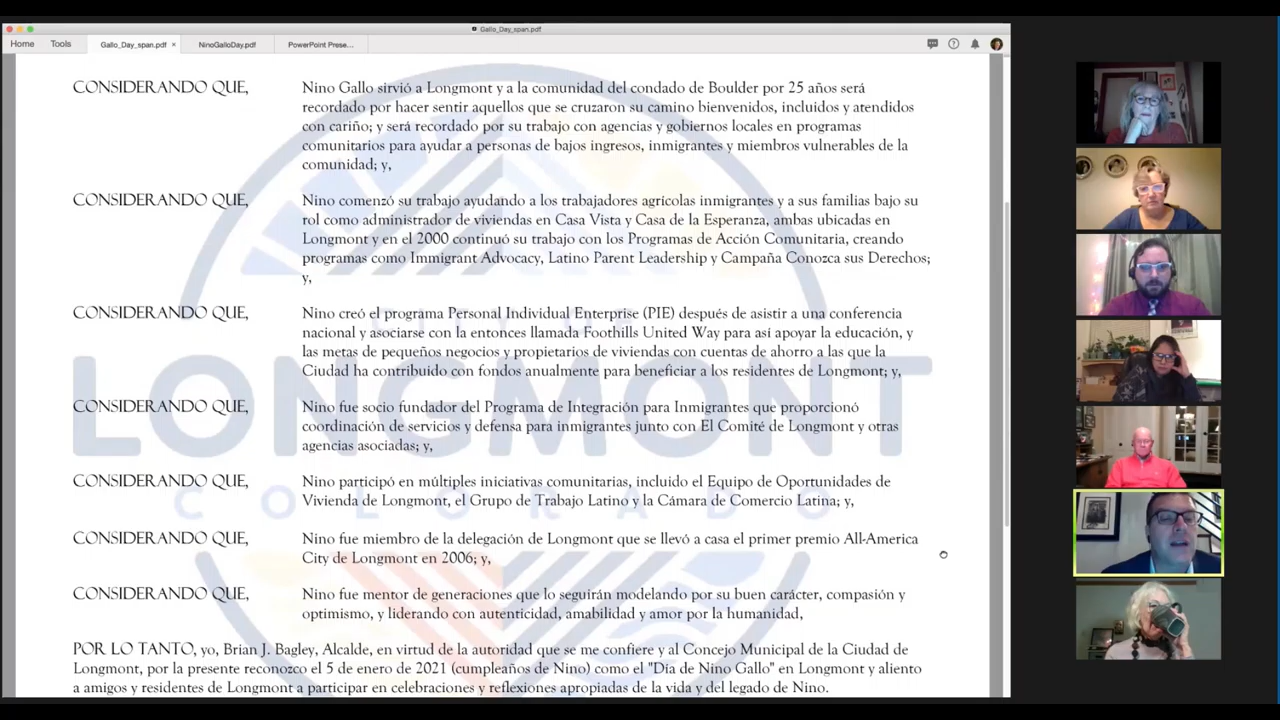 Gallo_Day_span.pdf
Home
Tools
Gallo_Day_span.pdf ×
NinoGalloDay.pdf
PowerPoint Prese...
CONSIDERANDO QUE,
Nino Gallo sirvió a Longmont y a la comunidad del condado de Boulder por 25 años será
recordado por hacer sentir aquellos que se cruzaron su camino bienvenidos, incluidos y atendidos
con cariño; y será recordado por su trabajo con agencias y gobiernos locales en programas
comunitarios para ayudar a personas de bajos ingresos, inmigrantes y miembros vulnerables de la
comunidad; y,
CONSIDERANDO QUE,
Nino comenzó su trabajo ayudando a los trabajadores agrícolas inmigrantes y a sus familias bajo su
rol como administrador de viviendas en Casa Vista y Casa de la Esperanza, ambas ubicadas en
Longmont y en el 2000 continuó su trabajo con los Programas de Acción Comunitaria, creando
programas como Immigrant Advocacy, Latino Parent Leadership y Campaña Conozca sus Derechos;
y,
CONSIDERANDO QUE,
Nino creó el programa Personal Individual Enterprise (PIE) después de asistir a una conferencia
nacional y asociarse con la entonces llamada Foothills United Way para así apoyar la educación, y
las metas de pequeños negocios y propietarios de viviendas con cuentas de ahorro a las que la
Ciudad ha contribuido con fondos anualmente para beneficiar a los residentes de Longmont; y,
CONSIDERANDO QUE,
Nino fue socio fundador del Programa de Integración para Inmigrantes que proporcionó
coordinación de servicios y defensa para inmigrantes junto con El Comité de Longmont y otras
agencias asociadas; y,
LONGMONT
COLORADO
CONSIDERANDO QUE,
Nino participó en múltiples iniciativas comunitarias, incluido el Equipo de Oportunidades de
Vivienda de Longmont, el Grupo de Trabajo Latino y la Cámara de Comercio Latina; y,
CONSIDERANDO QUE,
Nino fue miembro de la delegación de Longmont que se llevó a casa el primer premio All-America
City de Longmont en 2006; y,
CONSIDERANDO QUE,
Nino fue mentor de generaciones que lo seguirán modelando por su buen carácter, compasión y
optimismo, y liderando con autenticidad, amabilidad y amor por la humanidad,
POR LO TANTO, yo, Brian J. Bagley, Alcalde, en virtud de la autoridad que se me confiere y al Concejo Municipal de la Ciudad de
Longmont, por la presente reconozco el 5 de enero de 2021 (cumpleaños de Nino) como el "Día de Nino Gallo" en Longmont y aliento
a amigos y residentes de Longmont a participar en celebraciones y reflexiones apropiadas de la vida y del legado de Nino.